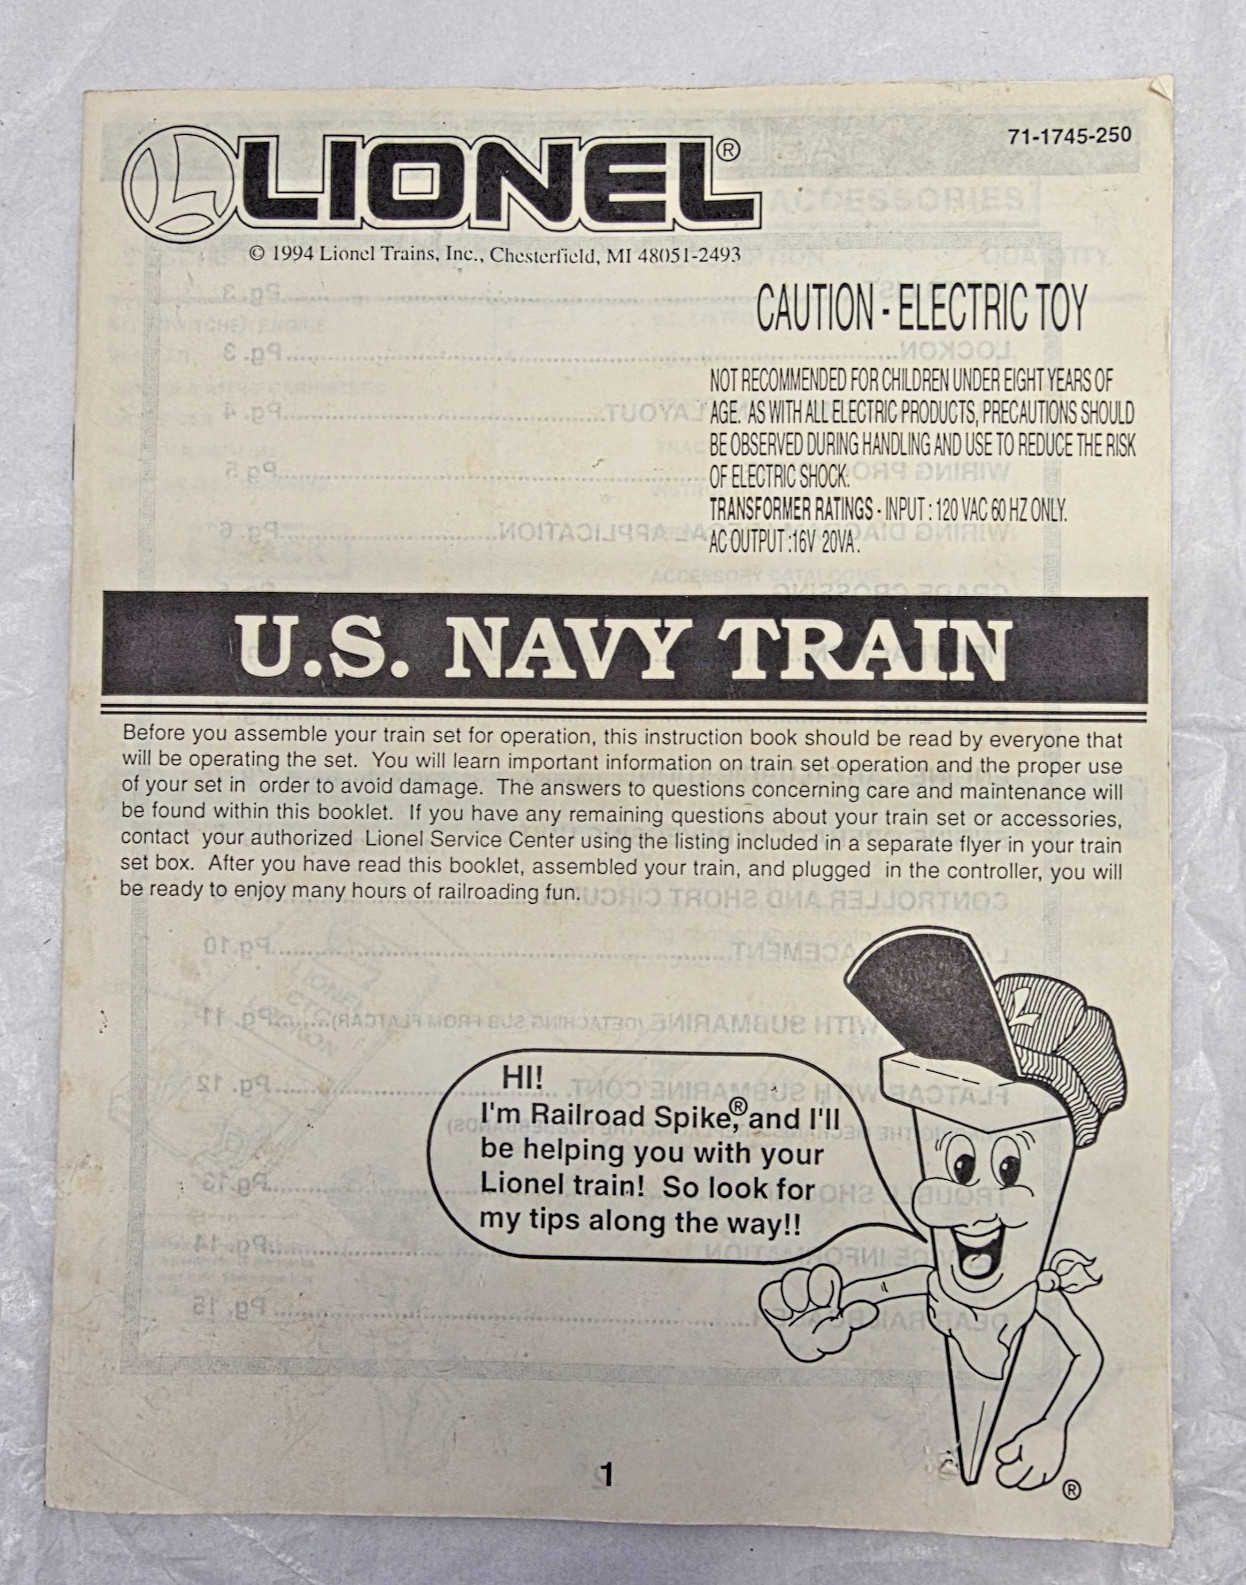 LIONEL®
71-1745-250
© 1994 Lionel Trains, Inc., Chesterfield, MI 48051-2493
CAUTION - ELECTRIC TOY
NOT RECOMMENDED FOR CHILDREN UNDER EIGHT YEARS OF
AGE. AS WITH ALL ELECTRIC PRODUCTS, PRECAUTIONS SHOULD
BE OBSERVED DURING HANDLING AND USE TO REDUCE THE RISK
OF ELECTRIC SHOCK.
TRANSFORMER RATINGS - INPUT : 120 VAC 60 HZ ONLY.
AC OUTPUT :16V 20VA.
U.S. NAVY TRAIN
Before you assemble your train set for operation, this instruction book should be read by everyone that
will be operating the set. You will learn important information on train set operation and the proper use
of your set in order to avoid damage. The answers to questions concerning care and maintenance will
be found within this booklet. If you have any remaining questions about your train set or accessories,
contact your authorized Lionel Service Center using the listing included in a separate flyer in your train
set box. After you have read this booklet, assembled your train, and plugged in the controller, you will
be ready to enjoy many hours of railroading fun.
HI!
I'm Railroad Spike®, and I'll
be helping you with your
Lionel train! So look for
my tips along the way!!
L
1
®